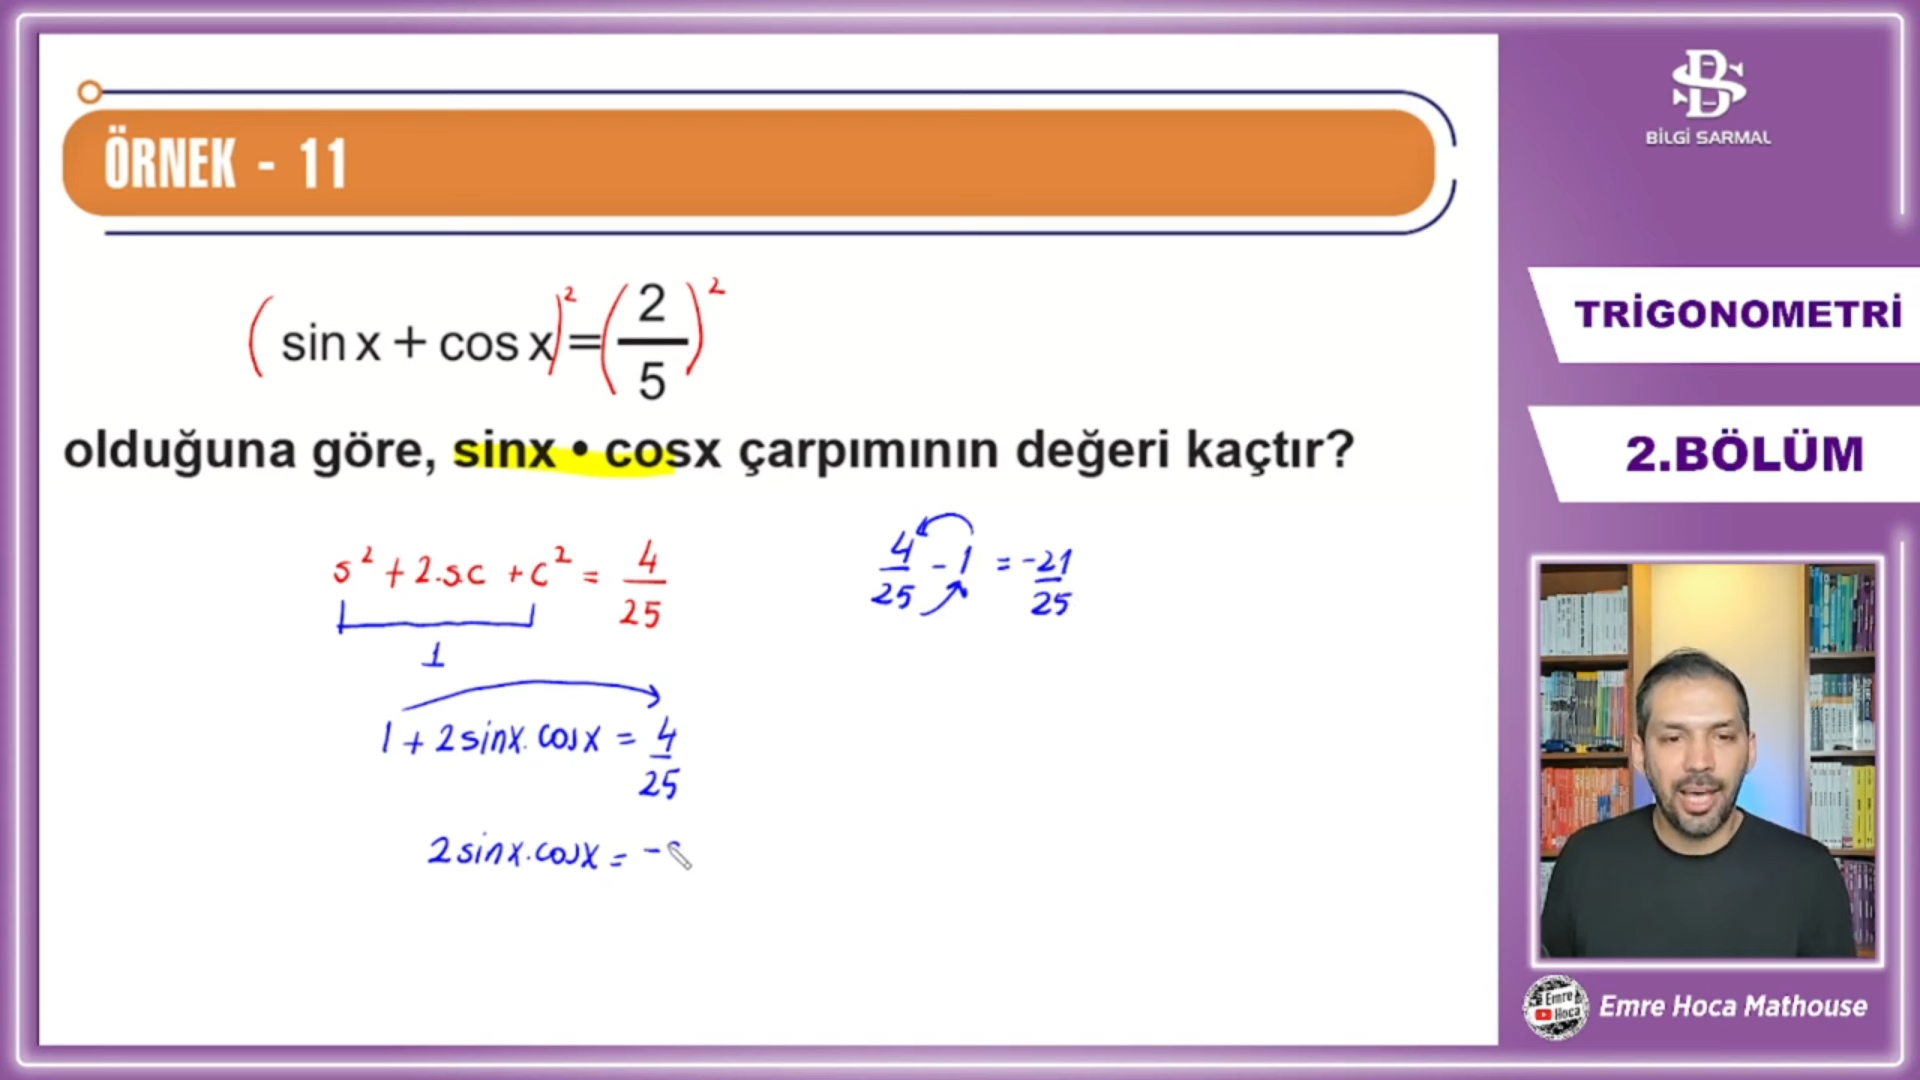 ÖRNEK - 11
(sin x + cos x)² = (2/5)²
olduğuna göre, sinx • cosx çarpımının değeri kaçtır?
s² + 2.sc + c² = 4/25
1
1 + 2sinx.cosx = 4/25
2sinx.cosx = -
4/25 - 1 = -21/25
BİLGİ SARMAL
TRİGONOMETRİ
2.BÖLÜM
Emre Hoca
Emre Hoca Mathouse